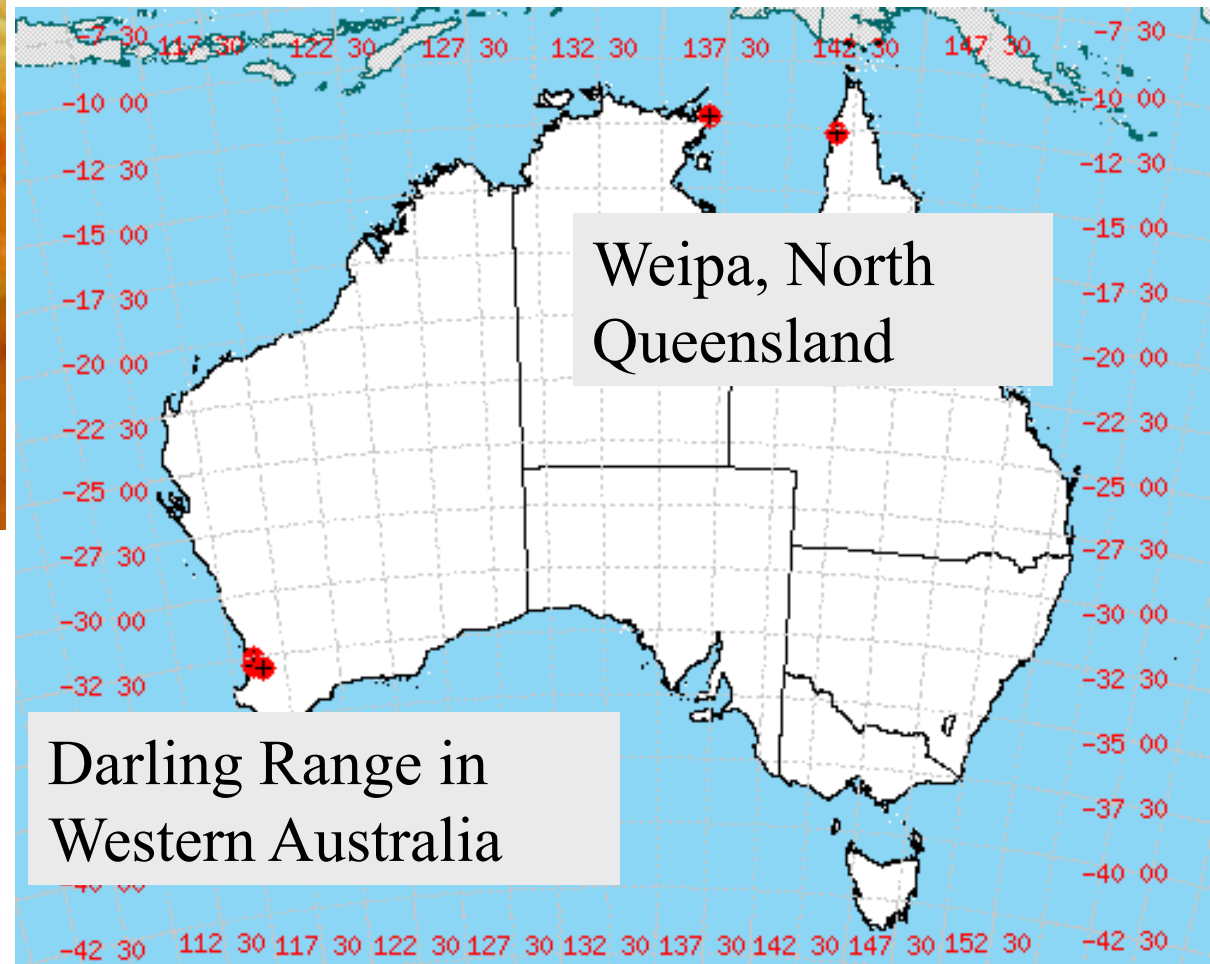 -7 30 117 30 122 30 127 30 132 30 137 30 142 30 147 30 -7 30
-10 00 -10 00
-12 30 -12 30
-15 00 -15 00
Weipa, North
Queensland
-17 30 -17 30
-20 00 -20 00
-22 30 -22 30
-25 00 -25 00
-27 30 -27 30
-30 00 -30 00
-32 30 -32 30
Darling Range in
Western Australia
-35 00
-37 30
-40 00
-42 30 112 30 117 30 122 30 127 30 132 30 137 30 142 30 147 30 152 30 -42 30